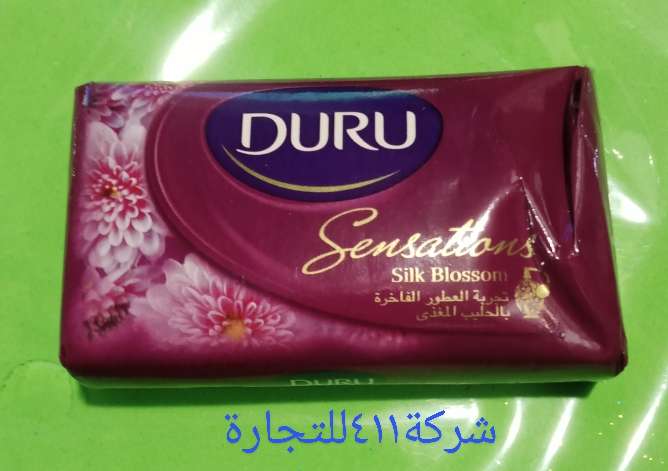 DURU
Sensations
Silk Blossom
تجربة العطور الفاخرة
بالحليب المغذي
DURU
شركة٤١١للتجارة